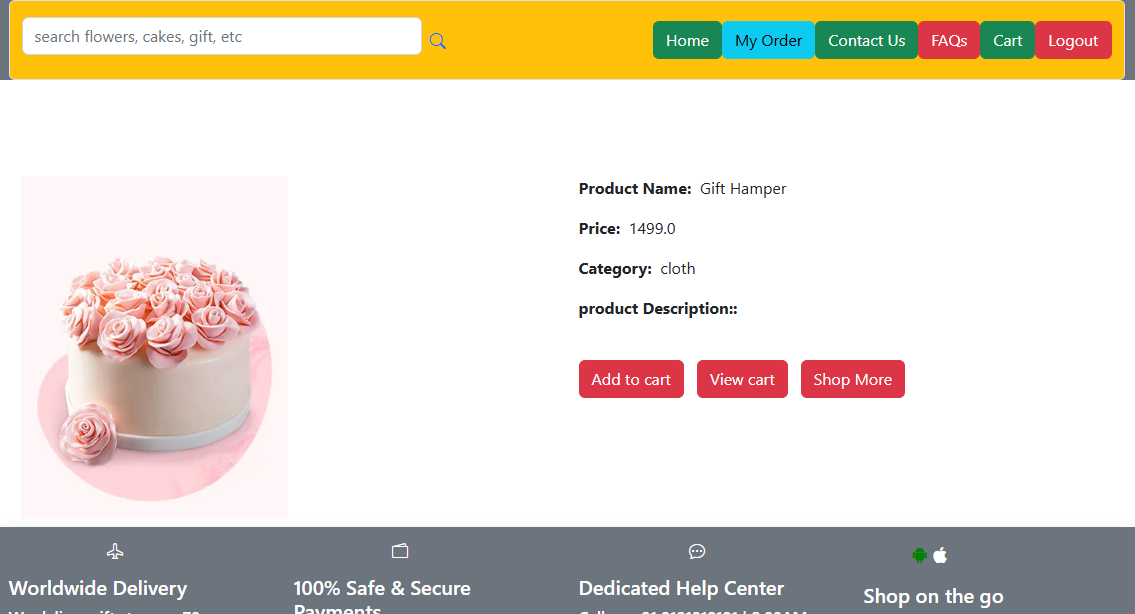 search flowers, cakes, gift, etc
Home My Order Contact Us FAQs Cart Logout
Product Name: Gift Hamper
Price: 1499.0
Category: cloth
product Description::
Add to cart View cart Shop More
Worldwide Delivery
100% Safe & Secure
Payments
Dedicated Help Center
Shop on the go